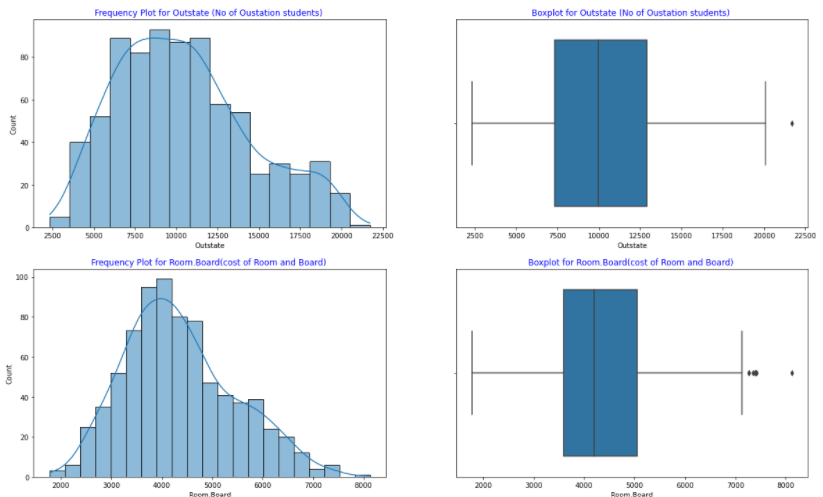 Frequency Plot for Outstate (No of Oustation students)
80
60
40
20
0
Count
2500 5000 7500 10000 12500 15000 17500 20000 22500
Outstate
Boxplot for Outstate (No of Oustation students)
2500 5000 7500 10000 12500 15000 17500 20000 22500
Outstate
Frequency Plot for Room.Board(cost of Room and Board)
100
80
60
40
20
0
Count
2000 3000 4000 5000 6000 7000 8000
Room.Board
Boxplot for Room.Board(cost of Room and Board)
2000 3000 4000 5000 6000 7000 8000
Room.Board